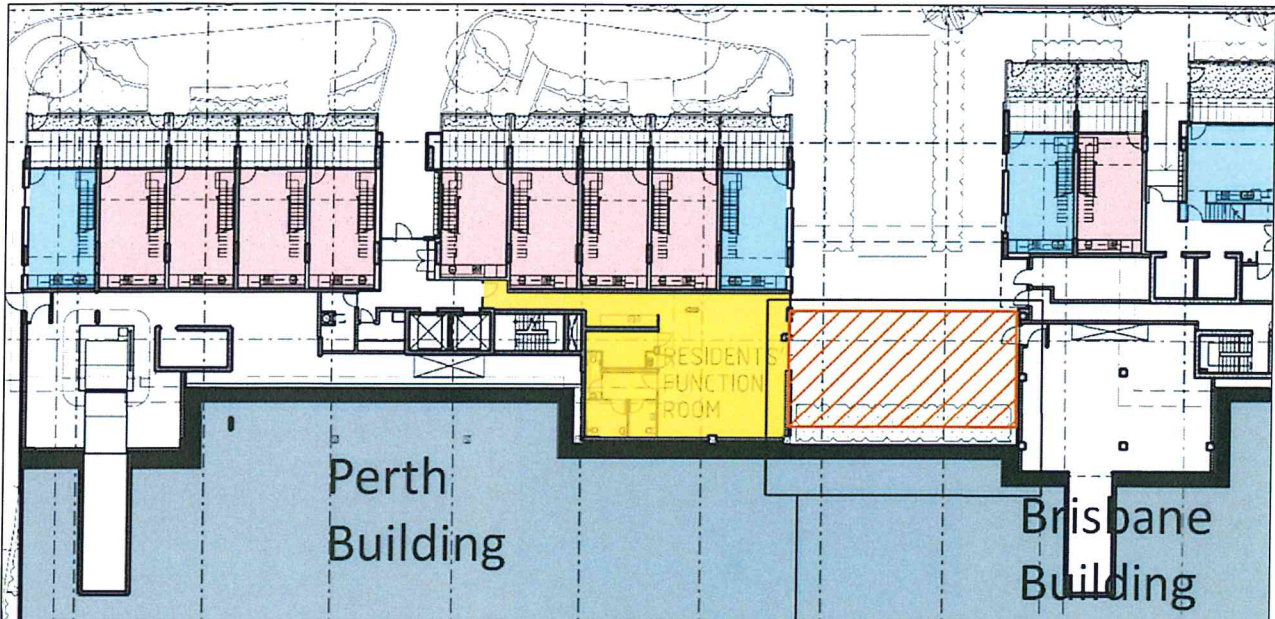 RESIDENTS'
FUNCTION
ROOM
Perth
Building
Brisbane
Building